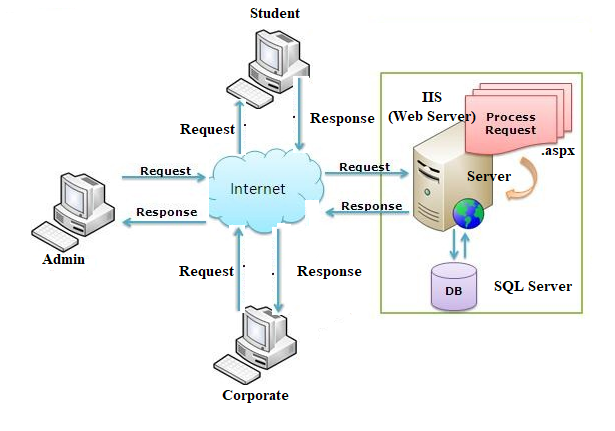 Student
IIS
(Web Server)
Process
Request
.aspx
Request
Response
Request
Request
Server
Internet
Response
Response
Admin
Request
Response
DB
SQL Server
Corporate